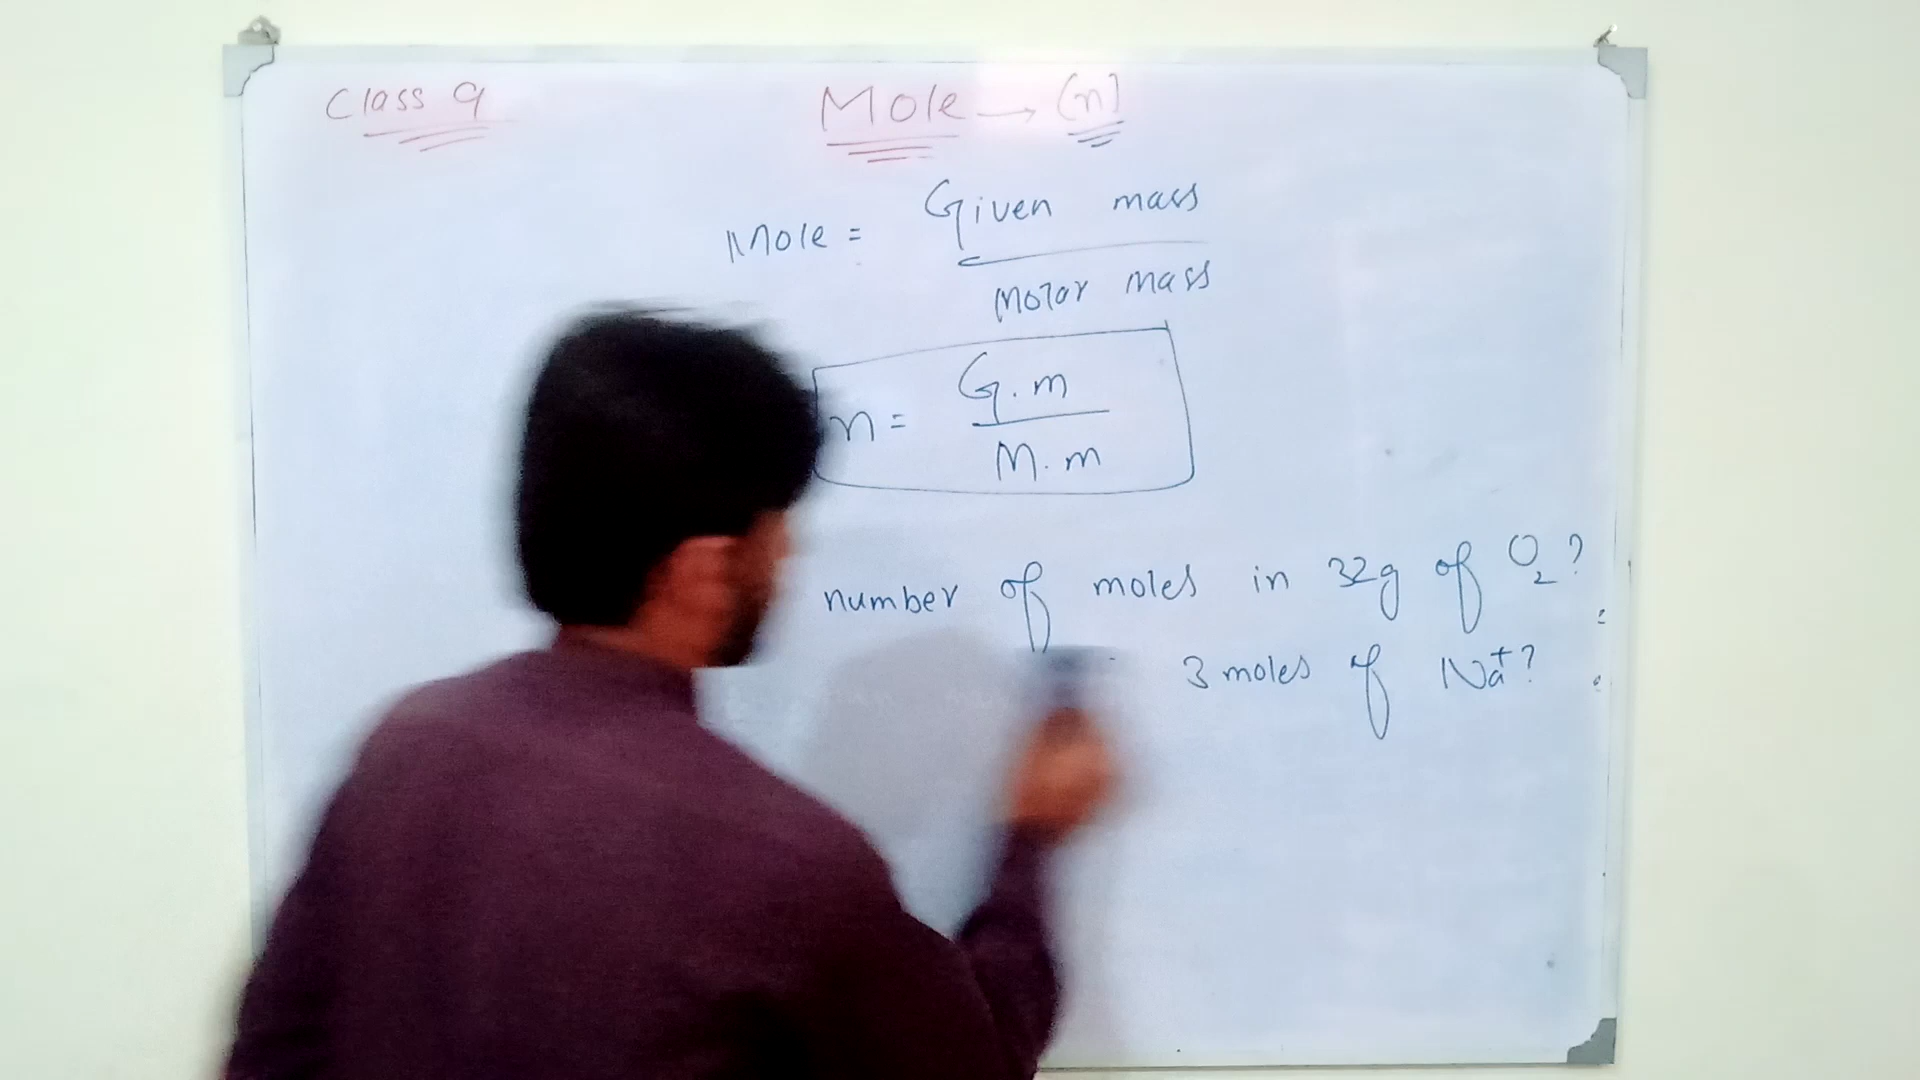 Class 9
Mole → (n)
Mole = Given mass
Molar mass
n = G.m
M.m
number of moles in 32g of O₂?
3 moles of Na⁺?